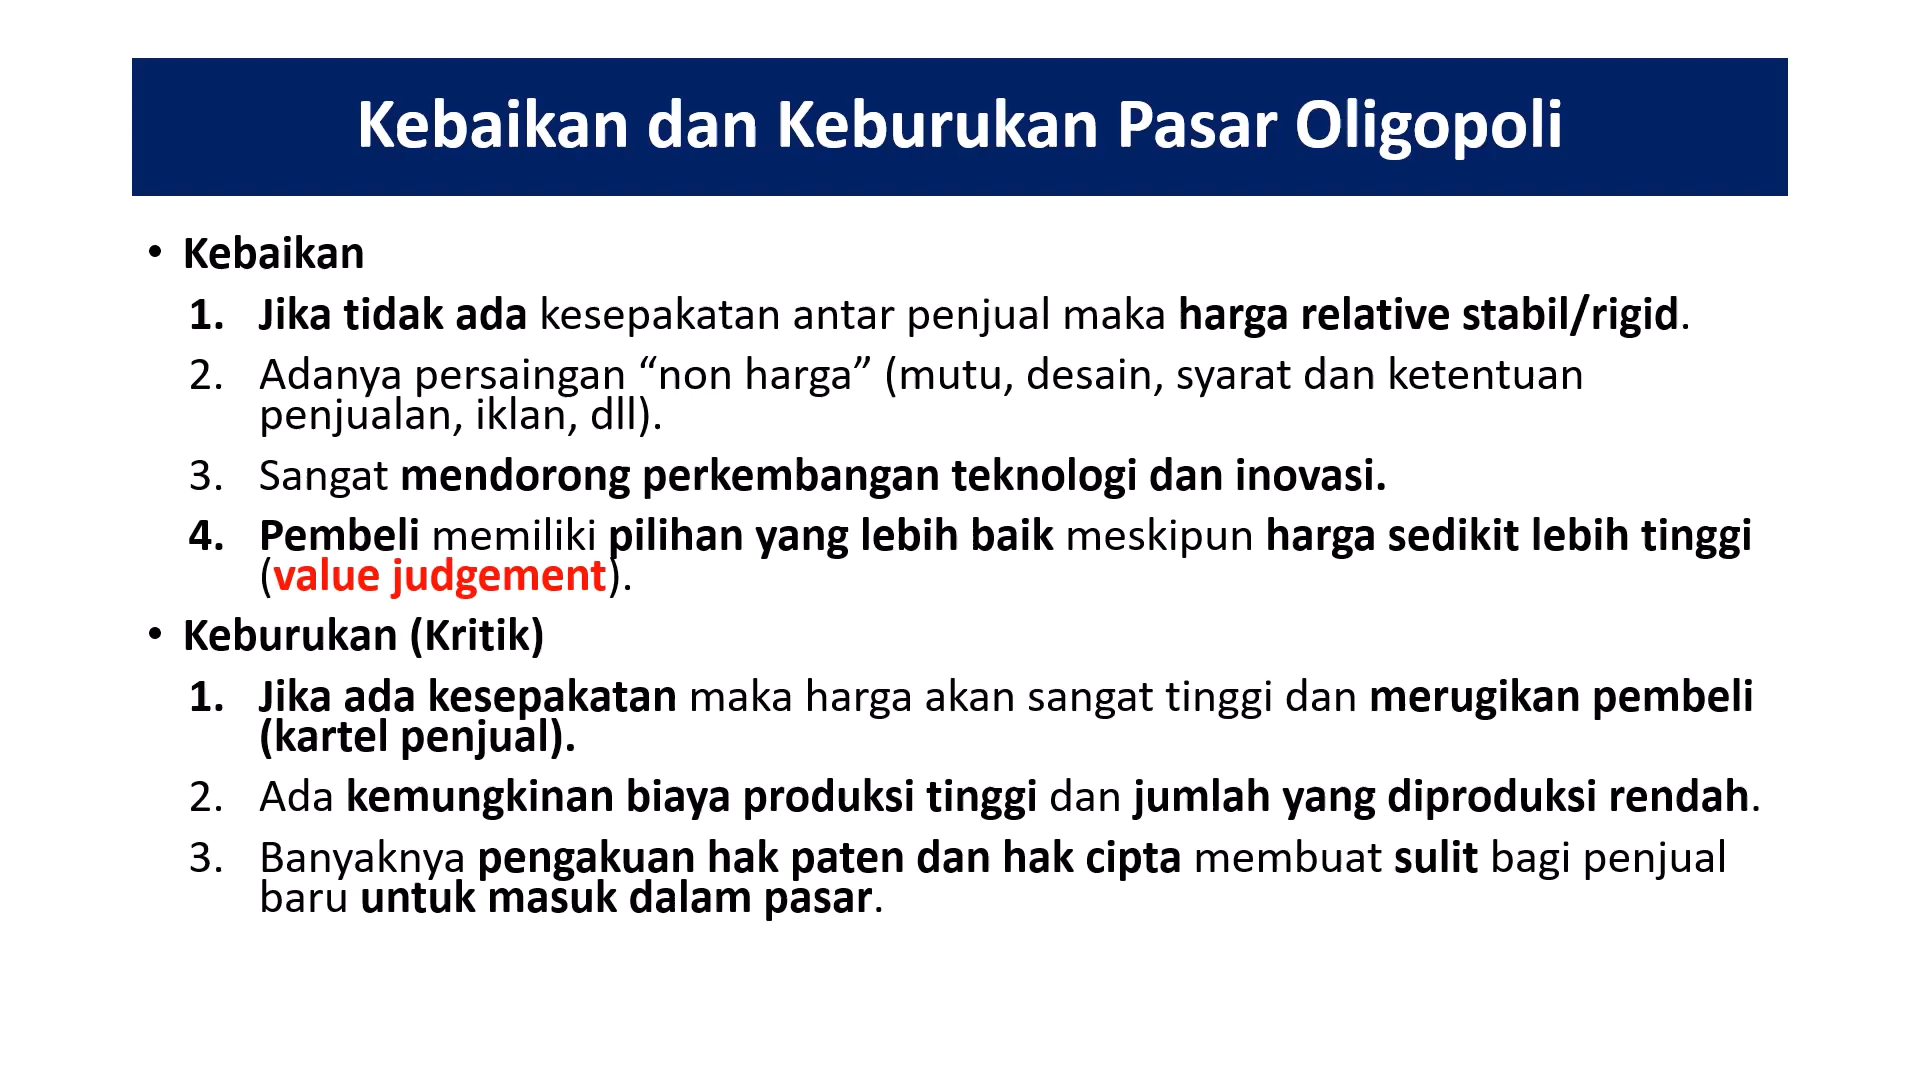 Kebaikan dan Keburukan Pasar Oligopoli
• Kebaikan
1. Jika tidak ada kesepakatan antar penjual maka harga relative stabil/rigid.
2. Adanya persaingan “non harga” (mutu, desain, syarat dan ketentuan
penjualan, iklan, dll).
3. Sangat mendorong perkembangan teknologi dan inovasi.
4. Pembeli memiliki pilihan yang lebih baik meskipun harga sedikit lebih tinggi
(value judgement).
• Keburukan (Kritik)
1. Jika ada kesepakatan maka harga akan sangat tinggi dan merugikan pembeli
(kartel penjual).
2. Ada kemungkinan biaya produksi tinggi dan jumlah yang diproduksi rendah.
3. Banyaknya pengakuan hak paten dan hak cipta membuat sulit bagi penjual
baru untuk masuk dalam pasar.